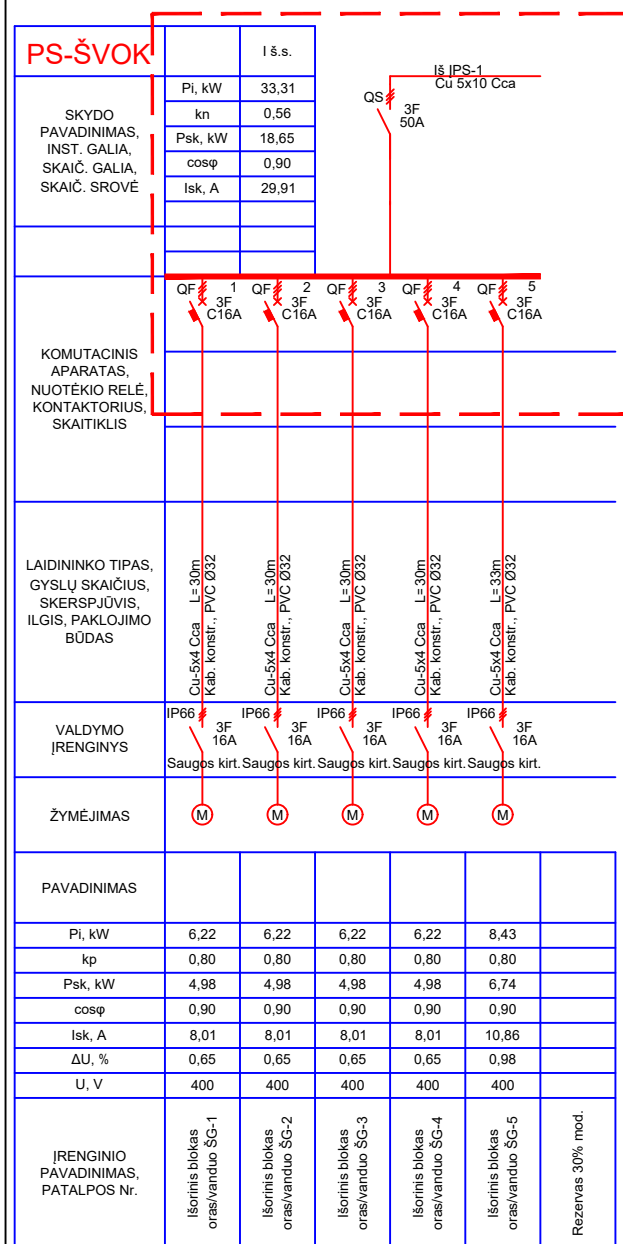 PS-ŠVOK
I š.s.
SKYDO
PAVADINIMAS,
INST. GALIA,
SKAIČ. GALIA,
SKAIČ. SROVĖ
Pi, kW 33,31
kn 0,56
Psk, kW 18,65
cosφ 0,90
Isk, A 29,91
Iš ĮPS-1
Cu 5x10 Cca
QS
3F
50A
KOMUTACINIS
APARATAS,
NUOTĖKIO RELĖ,
KONTAKTORIUS,
SKAITIKLIS
QF 1 QF 2 QF 3 QF 4 QF 5
3F 3F 3F 3F 3F
C16A C16A C16A C16A C16A
LAIDININKO TIPAS,
GYSLŲ SKAIČIUS,
SKERSPJŪVIS,
ILGIS, PAKLOJIMO
BŪDAS
Cu-5x4 Cca L=30m
Kab. konstr., PVC Ø32
Cu-5x4 Cca L=30m
Kab. konstr., PVC Ø32
Cu-5x4 Cca L=30m
Kab. konstr., PVC Ø32
Cu-5x4 Cca L=30m
Kab. konstr., PVC Ø32
Cu-5x4 Cca L=33m
Kab. konstr., PVC Ø32
VALDYMO
ĮRENGINYS
IP66 IP66 IP66 IP66 IP66
3F 3F 3F 3F 3F
16A 16A 16A 16A 16A
Saugos kirt. Saugos kirt. Saugos kirt. Saugos kirt. Saugos kirt.
ŽYMĖJIMAS
M M M M M
PAVADINIMAS
Pi, kW 6,22 6,22 6,22 6,22 8,43
kp 0,80 0,80 0,80 0,80 0,80
Psk, kW 4,98 4,98 4,98 4,98 6,74
cosφ 0,90 0,90 0,90 0,90 0,90
Isk, A 8,01 8,01 8,01 8,01 10,86
ΔU, % 0,65 0,65 0,65 0,65 0,98
U, V 400 400 400 400 400
ĮRENGINIO
PAVADINIMAS,
PATALPOS Nr.
Išorinis blokas
oras/vanduo ŠG-1
Išorinis blokas
oras/vanduo ŠG-2
Išorinis blokas
oras/vanduo ŠG-3
Išorinis blokas
oras/vanduo ŠG-4
Išorinis blokas
oras/vanduo ŠG-5
Rezervas 30% mod.